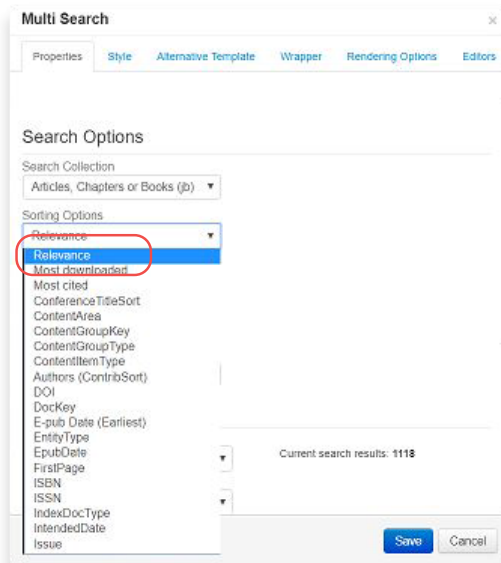 Multi Search ×
Properties Style Alternative Template Wrapper Rendering Options Editors
Search Options
Search Collection
Articles, Chapters or Books (jb)
Sorting Options
Relevance
Relevance
Most downloaded
Most cited
ConferenceTitleSort
ContentArea
ContentGroupKey
ContentGroupType
ContentItemType
Authors (ContribSort)
DOI
DocKey
E-pub Date (Earliest)
EntityType
EpubDate
FirstPage
Current search results: 1118
ISBN
ISSN
IndexDocType
IntendedDate
Issue
Save Cancel